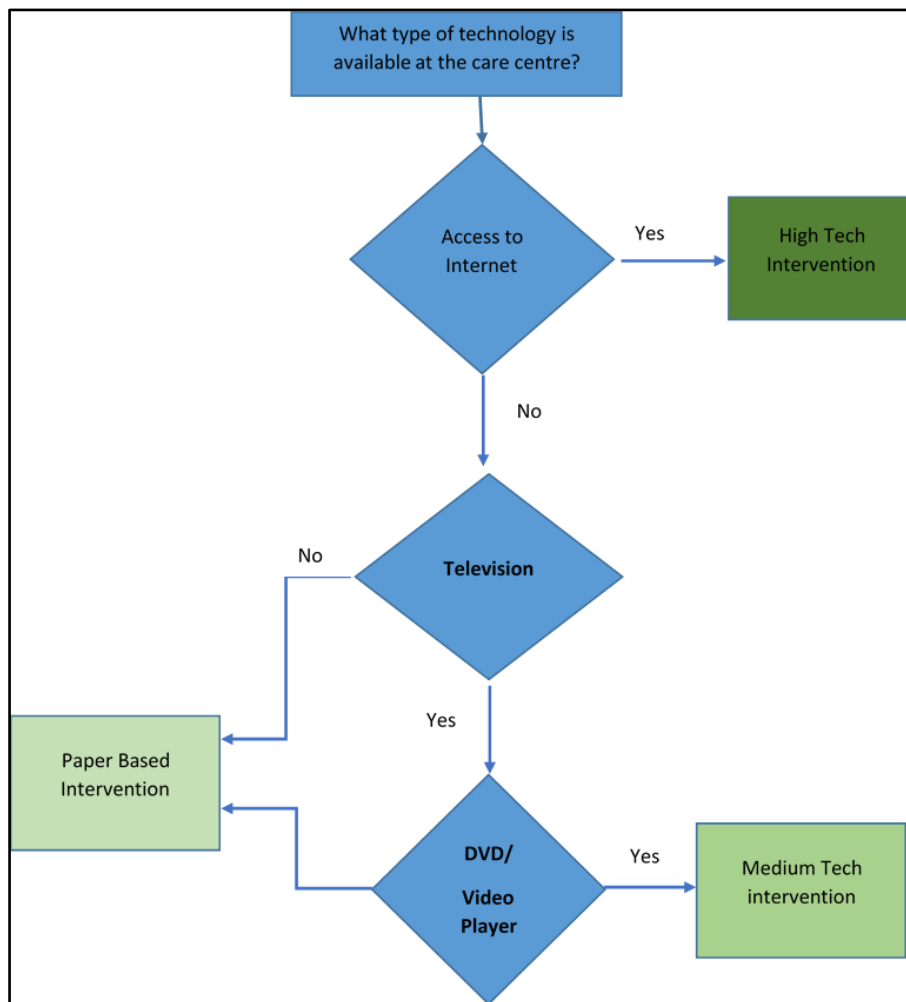 What type of technology is
available at the care centre?
Access to
Internet
Yes
High Tech
Intervention
No
No
Television
Yes
Paper Based
Intervention
DVD/
Video
Player
Yes
Medium Tech
intervention